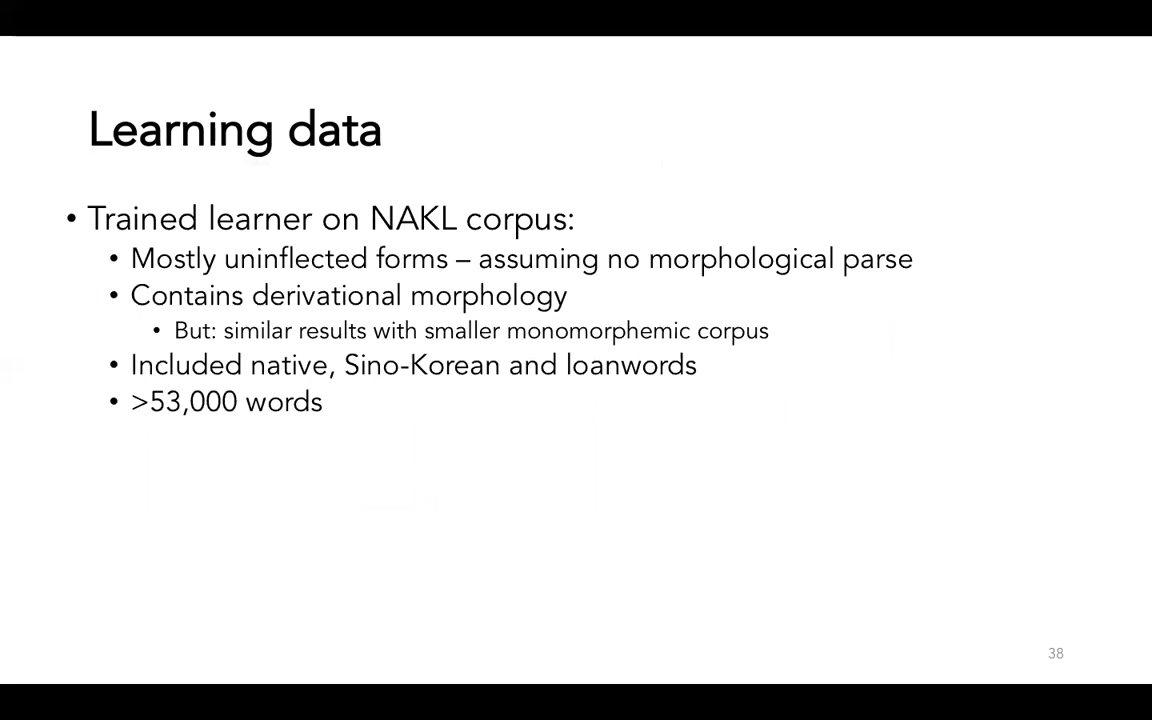 Learning data
• Trained learner on NAKL corpus:
• Mostly uninflected forms – assuming no morphological parse
• Contains derivational morphology
• But: similar results with smaller monomorphemic corpus
• Included native, Sino-Korean and loanwords
• >53,000 words
38